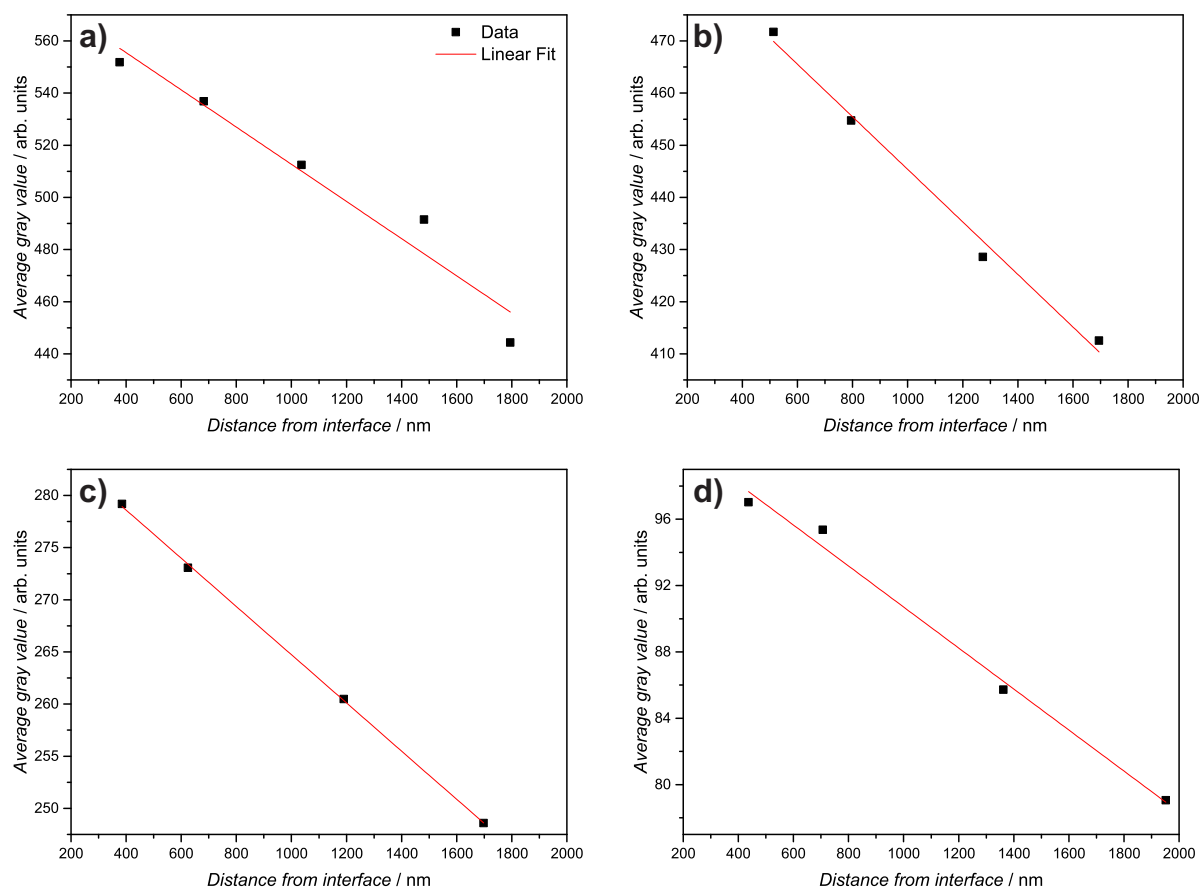 a)
Data
Linear Fit
Average gray value / arb. units
560
540
520
500
480
460
440
200 400 600 800 1000 1200 1400 1600 1800 2000
Distance from interface / nm
b)
Average gray value / arb. units
470
460
450
440
430
420
410
200 400 600 800 1000 1200 1400 1600 1800 2000
Distance from interface / nm
c)
Average gray value / arb. units
280
275
270
265
260
255
250
200 400 600 800 1000 1200 1400 1600 1800 2000
Distance from interface / nm
d)
Average gray value / arb. units
96
92
88
84
80
200 400 600 800 1000 1200 1400 1600 1800 2000
Distance from interface / nm